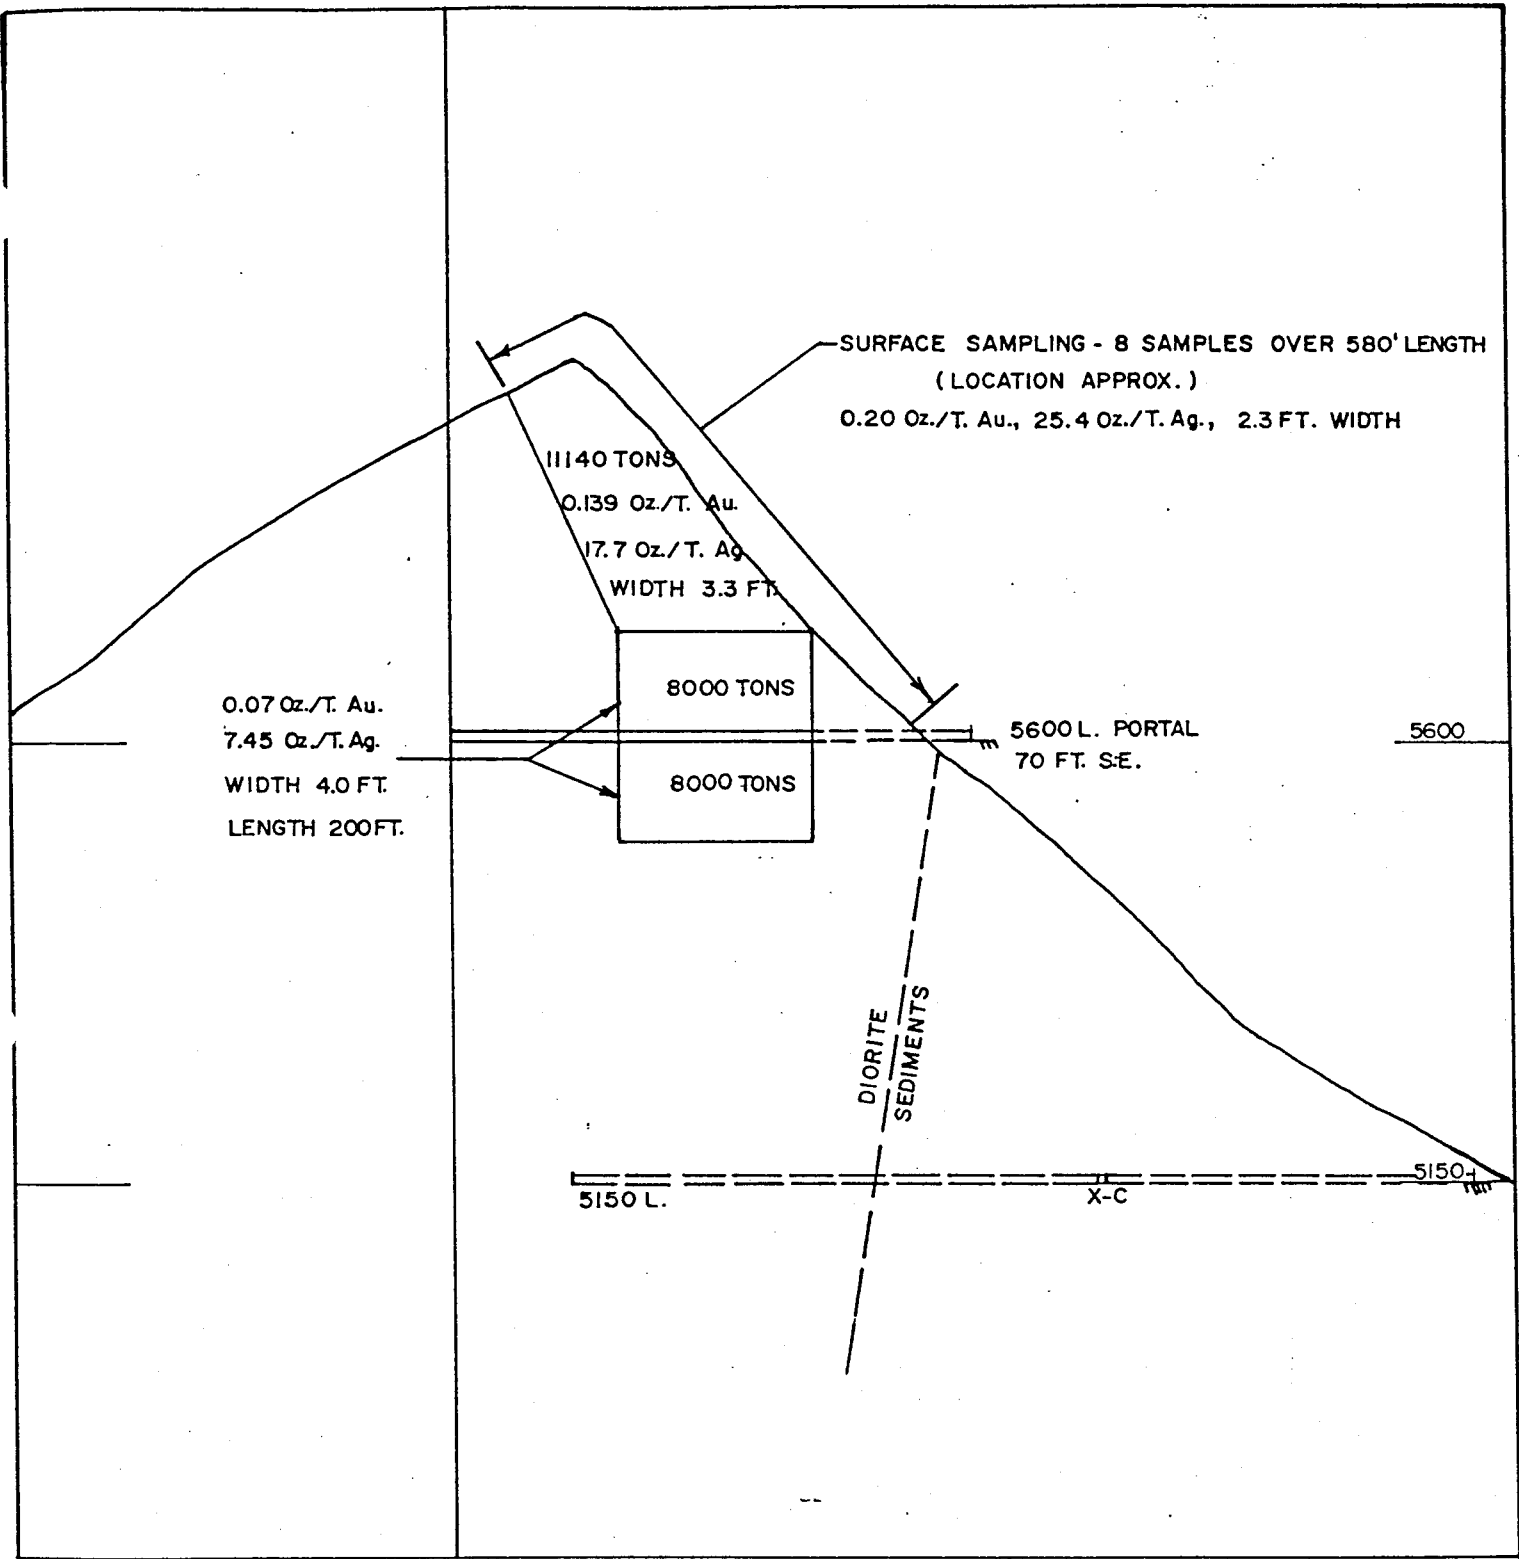 SURFACE SAMPLING - 8 SAMPLES OVER 580' LENGTH
(LOCATION APPROX.)
0.20 Oz./T. Au., 25.4 Oz./T. Ag., 2.3 FT. WIDTH
11140 TONS
0.139 Oz./T. Au.
17.7 Oz./T. Ag
WIDTH 3.3 FT.
8000 TONS
0.07 Oz./T. Au.
7.45 Oz./T. Ag.
WIDTH 4.0 FT.
LENGTH 200 FT.
8000 TONS
5600 L. PORTAL
70 FT. S.E.
5600
DIORITE
SEDIMENTS
5150 L.
X-C
5150